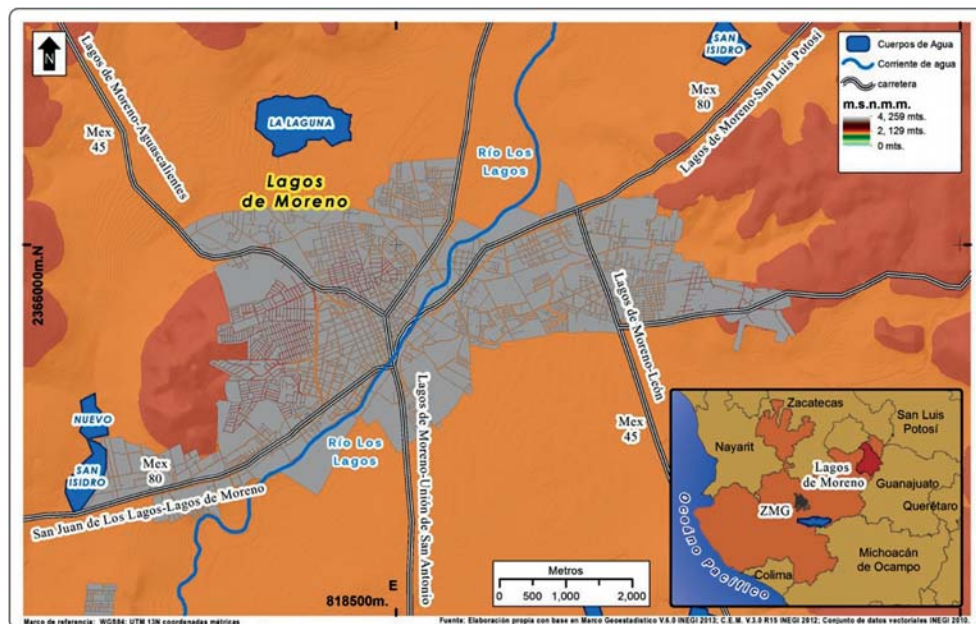 N
Lagos de Moreno-Aguascalientes
Mex
45
LA LAGUNA
Lagos
de Moreno
Río Los
Lagos
SAN
ISIDRO
Mex
80
Lagos de Moreno-San Luis Potosí
Cuerpos de Agua
Corriente de agua
carretera
m.s.n.m.m.
4, 259 mts.
2, 129 mts.
0 mts.
2366000m.N
NUEVO
SAN
ISIDRO
Mex
80
San Juan de Los Lagos-Lagos de Moreno
Río Los
Lagos
Lagos de Moreno-Unión de San Antonio
Lagos de Moreno-León
Mex
45
E
818500m.
Metros
0 500 1,000 2,000
Zacatecas
San Luis
Potosí
Nayarit
Lagos
de Moreno
Guanajuato
Querétaro
ZMG
Michoacán
de Ocampo
Colima
Oceáno Pacífico
Marco de referencia: WGS84; UTM 13N coordenadas métricas
Fuente: Elaboración propia con base en Marco Geoestadístico V.6.0 INEGI 2013; C.E.M. V.3.0 R15 INEGI 2012; Conjunto de datos vectoriales INEGI 2010.